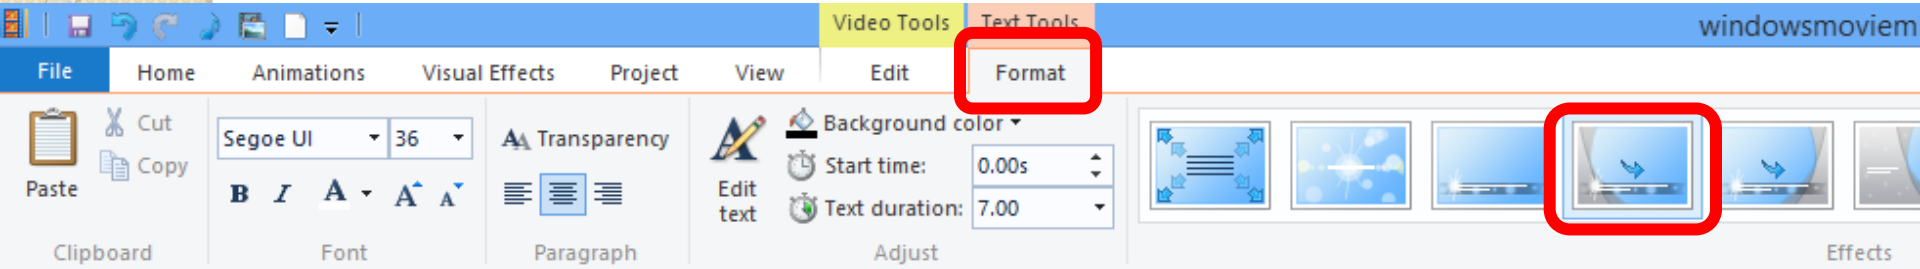 Video Tools Text Tools windowsmoviem
File Home Animations Visual Effects Project View Edit Format
Cut
Segoe UI 36 Transparency Background color
Copy
Start time: 0.00s
Paste
B I A A A
Edit text
Text duration: 7.00
Clipboard Font Paragraph Adjust Effects